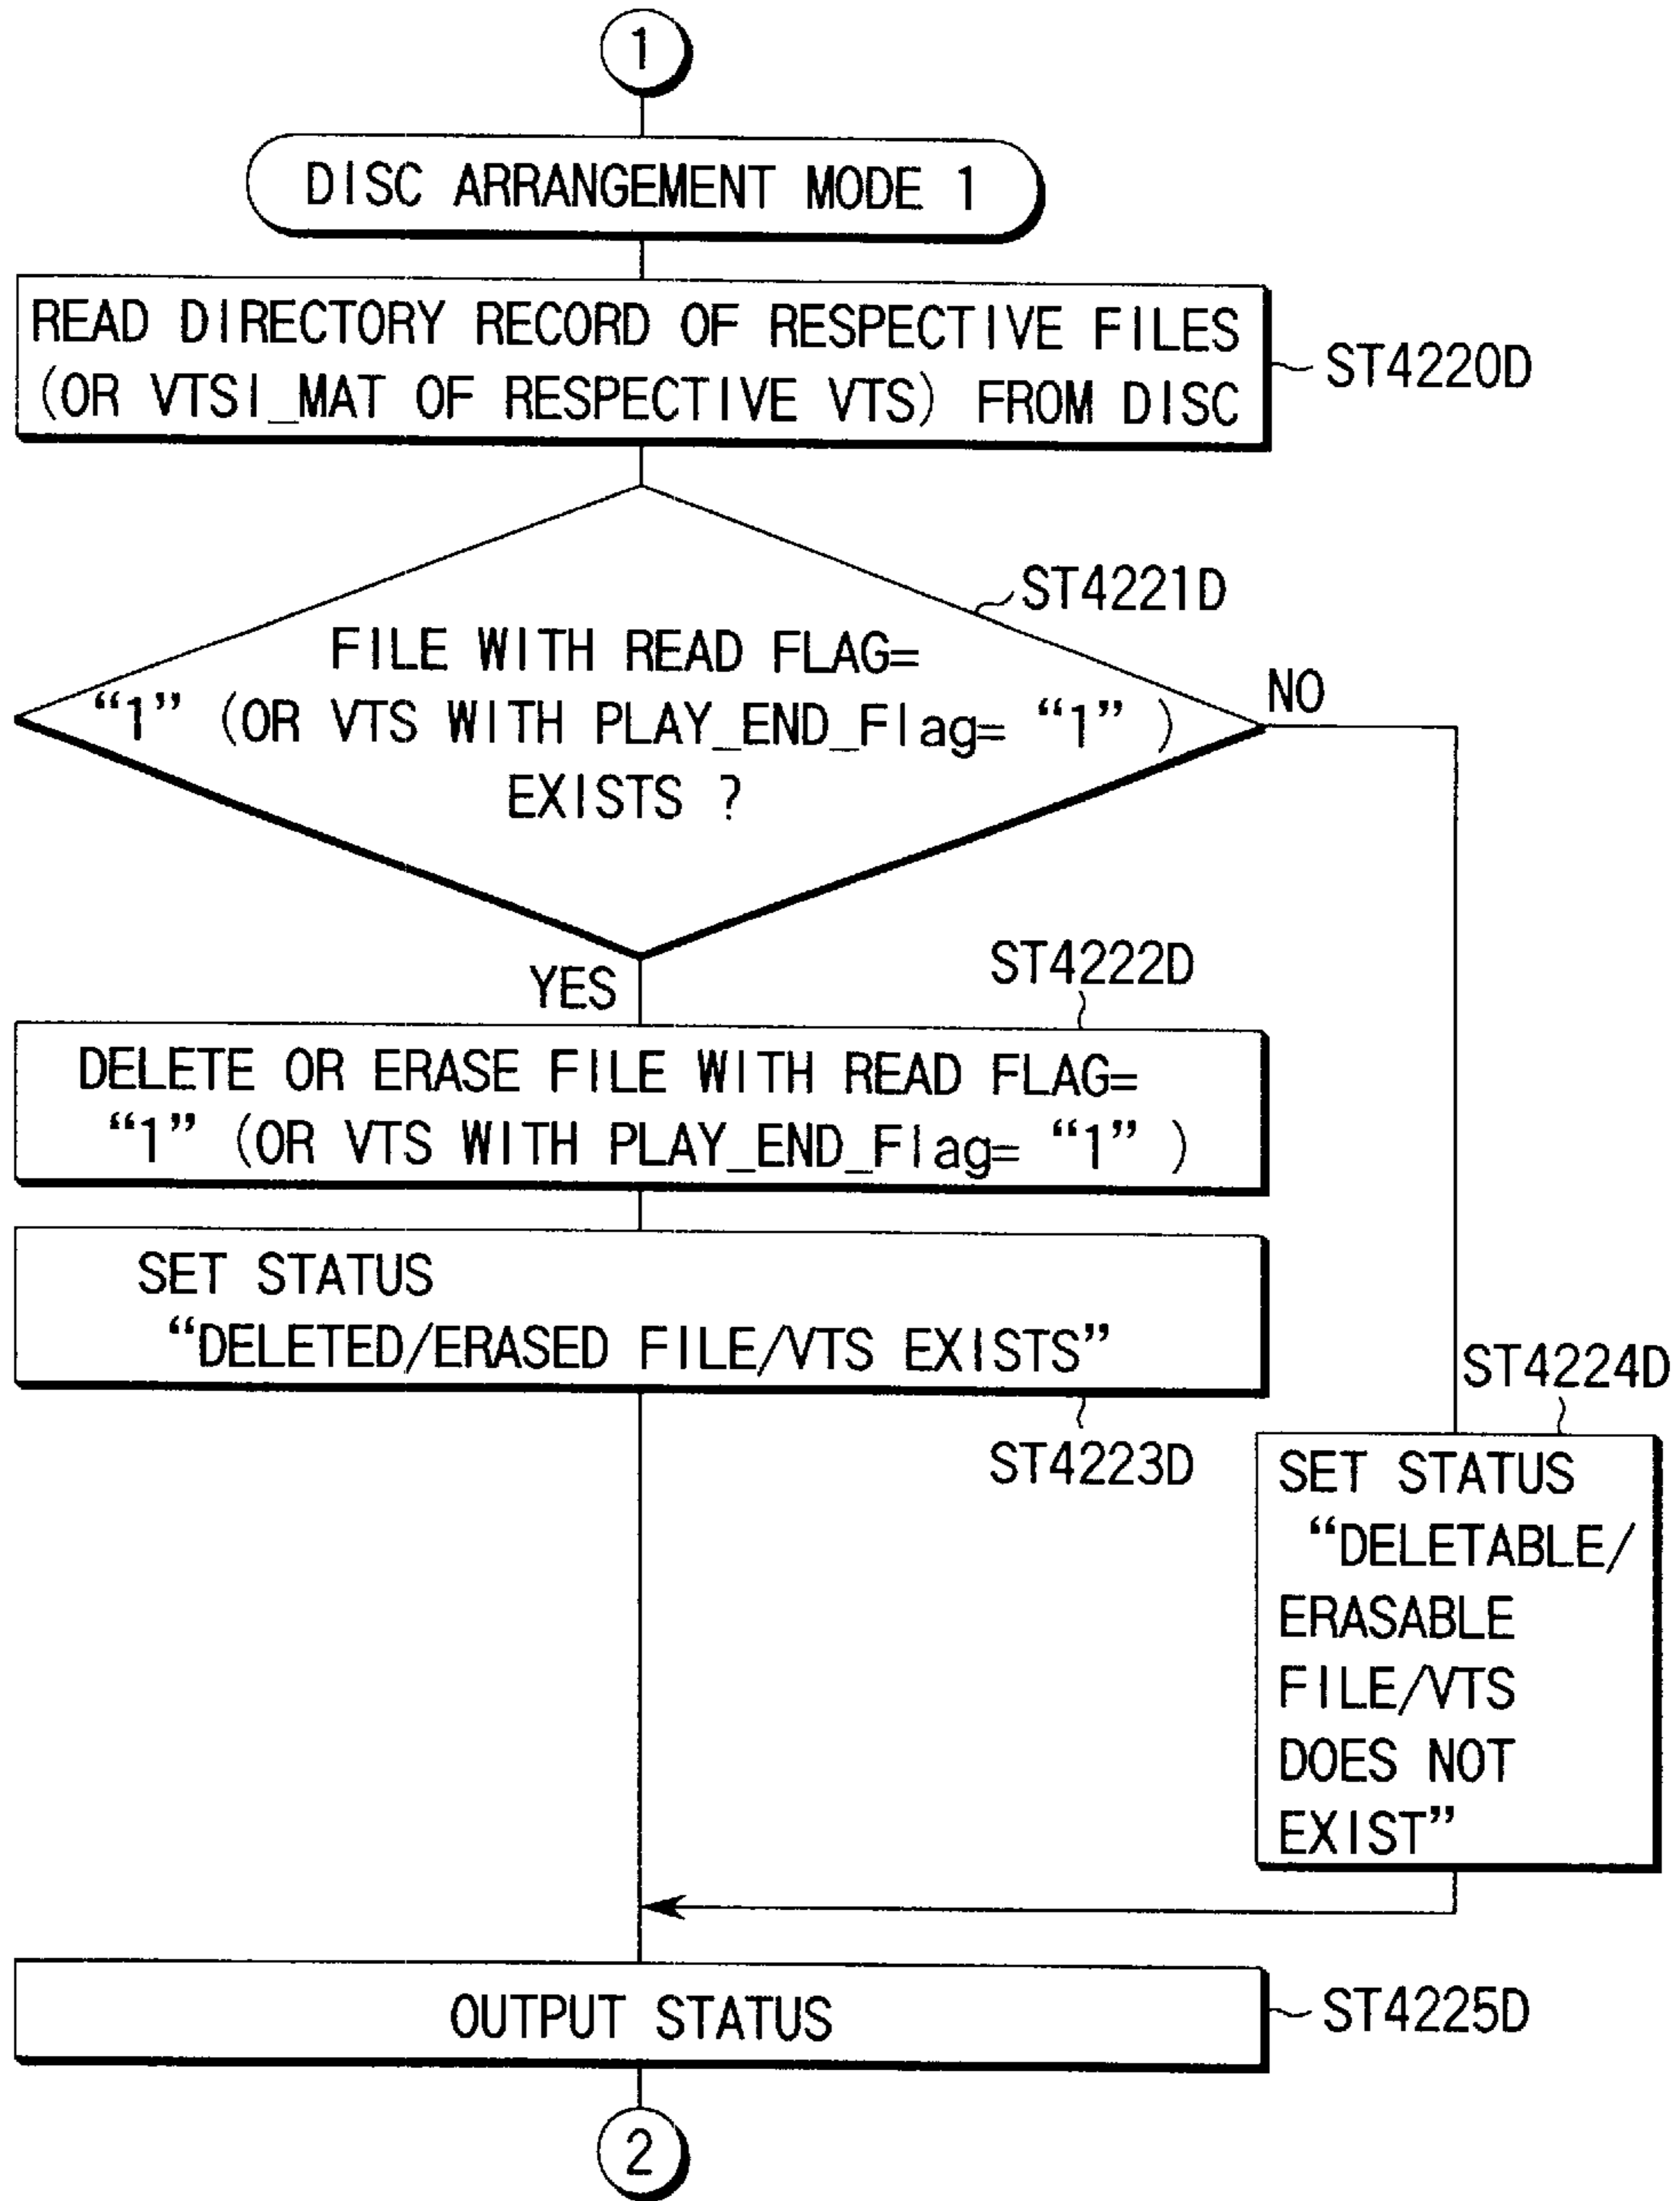 1
DISC ARRANGEMENT MODE 1
READ DIRECTORY RECORD OF RESPECTIVE FILES
(OR VTSI_MAT OF RESPECTIVE VTS) FROM DISC
ST4220D
ST4221D
FILE WITH READ FLAG=
“1” (OR VTS WITH PLAY_END_Flag= “1” )
EXISTS ?
NO
YES
ST4222D
DELETE OR ERASE FILE WITH READ FLAG=
“1” (OR VTS WITH PLAY_END_Flag= “1” )
SET STATUS
“DELETED/ERASED FILE/VTS EXISTS”
ST4223D
ST4224D
SET STATUS
“DELETABLE/
ERASABLE
FILE/VTS
DOES NOT
EXIST”
OUTPUT STATUS
ST4225D
2